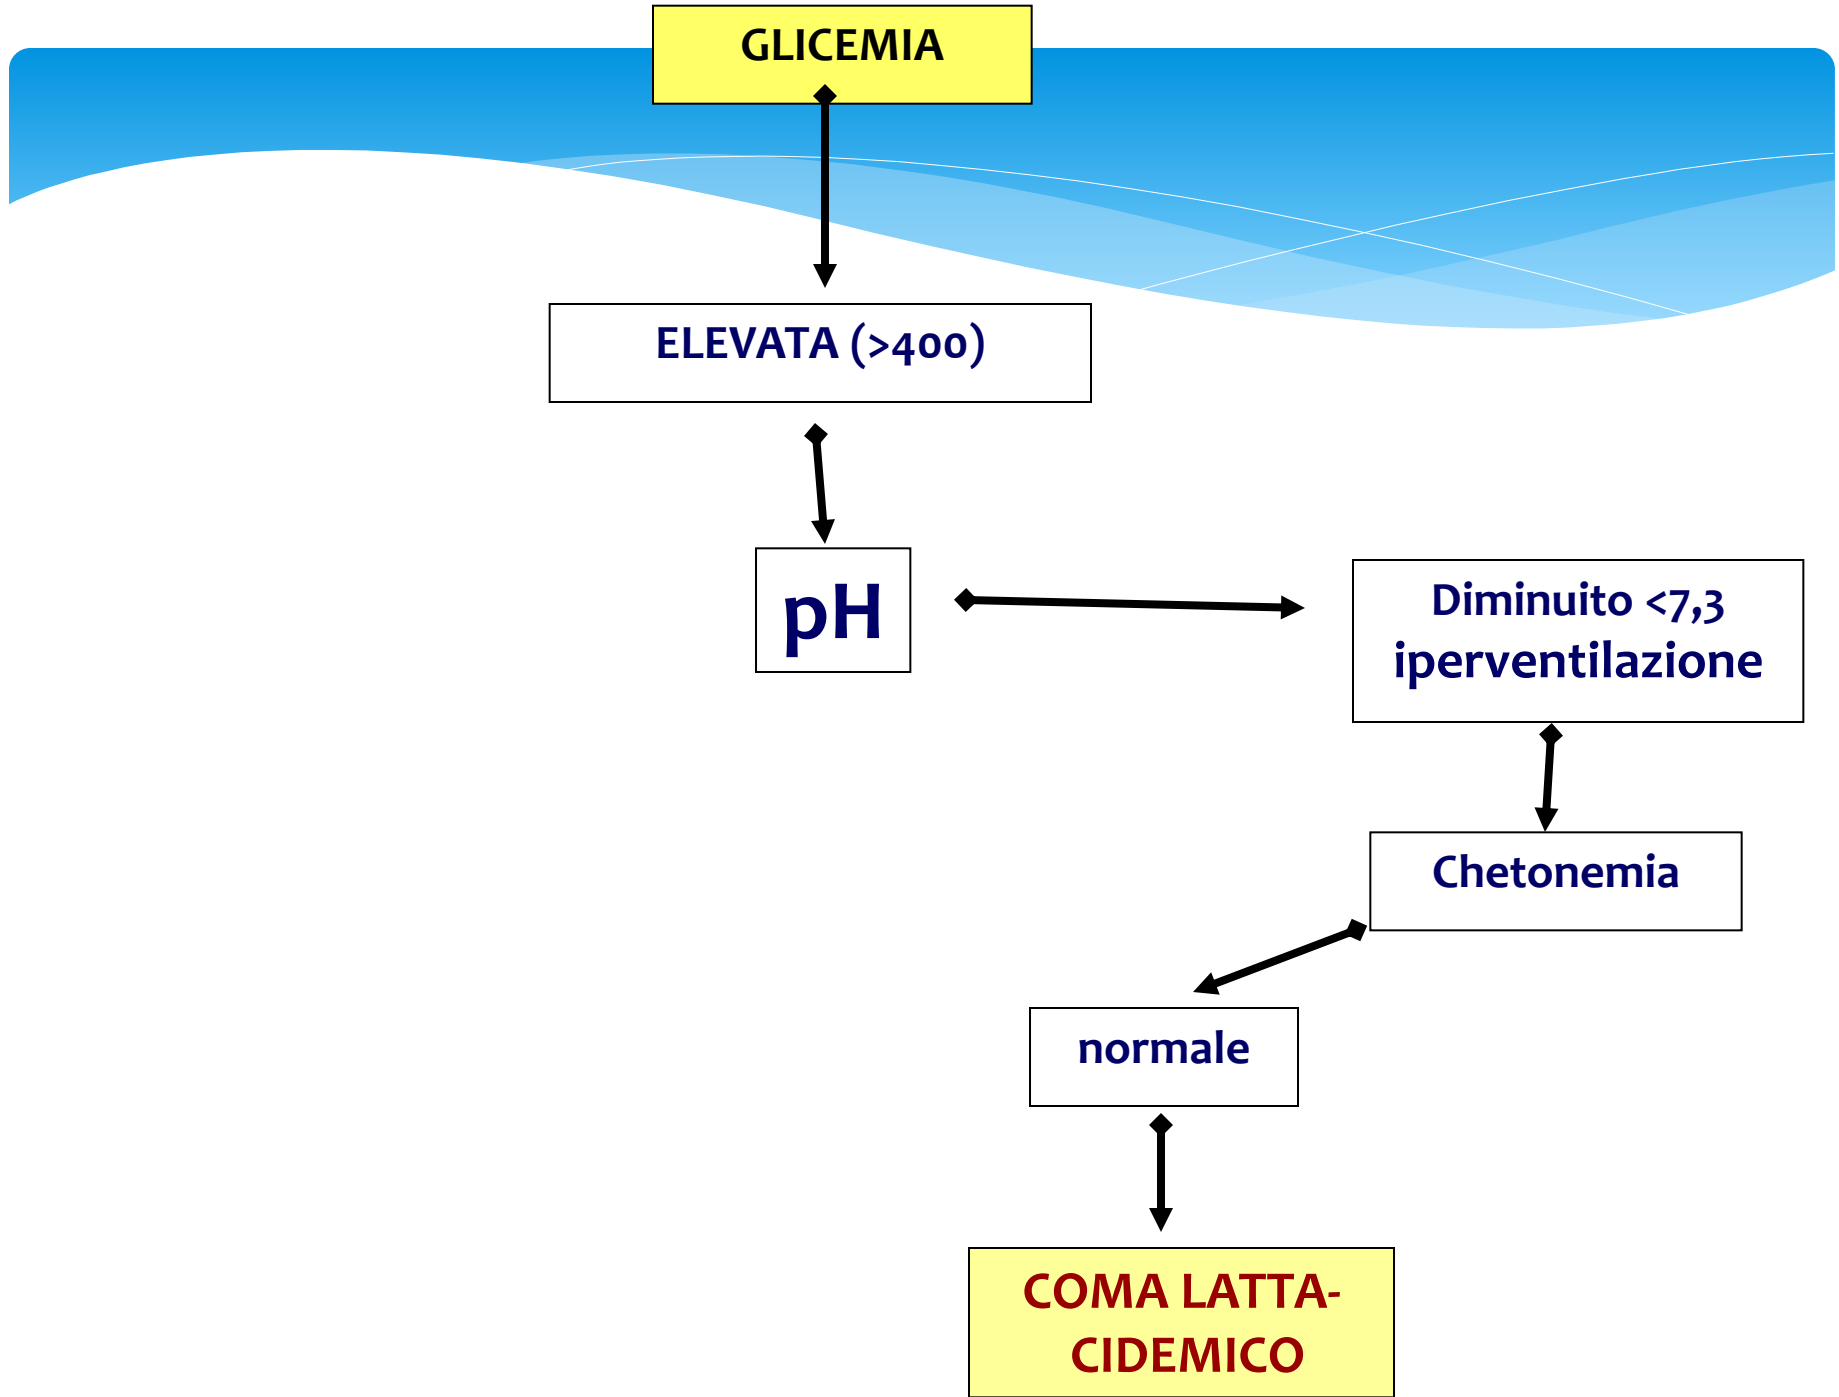 GLICEMIA
ELEVATA (>400)
pH
Diminuito <7,3
iperventilazione
Chetonemia
normale
COMA LATTA-
CIDEMICO